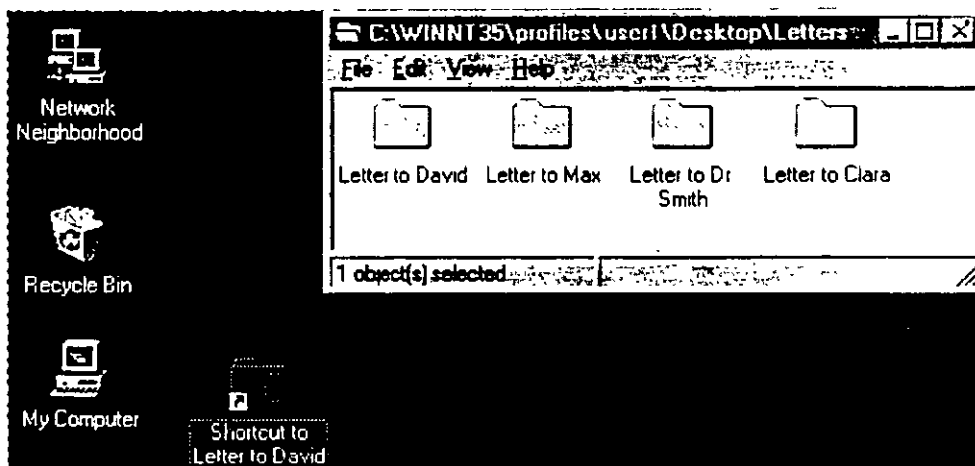 C:\WINNT35\profiles\user1\Desktop\Letters
File Edit View Help
Network
Neighborhood
Letter to David Letter to Max Letter to Dr Smith Letter to Clara
Recycle Bin
1 object(s) selected
My Computer
Shortcut to
Letter to David